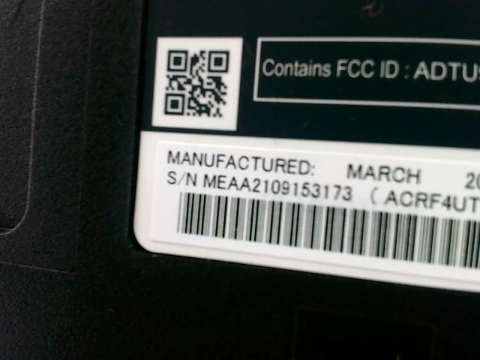 Contains FCC ID : ADTU
MANUFACTURED: MARCH 20
S/N MEAA2109153173 ( ACRF4UT